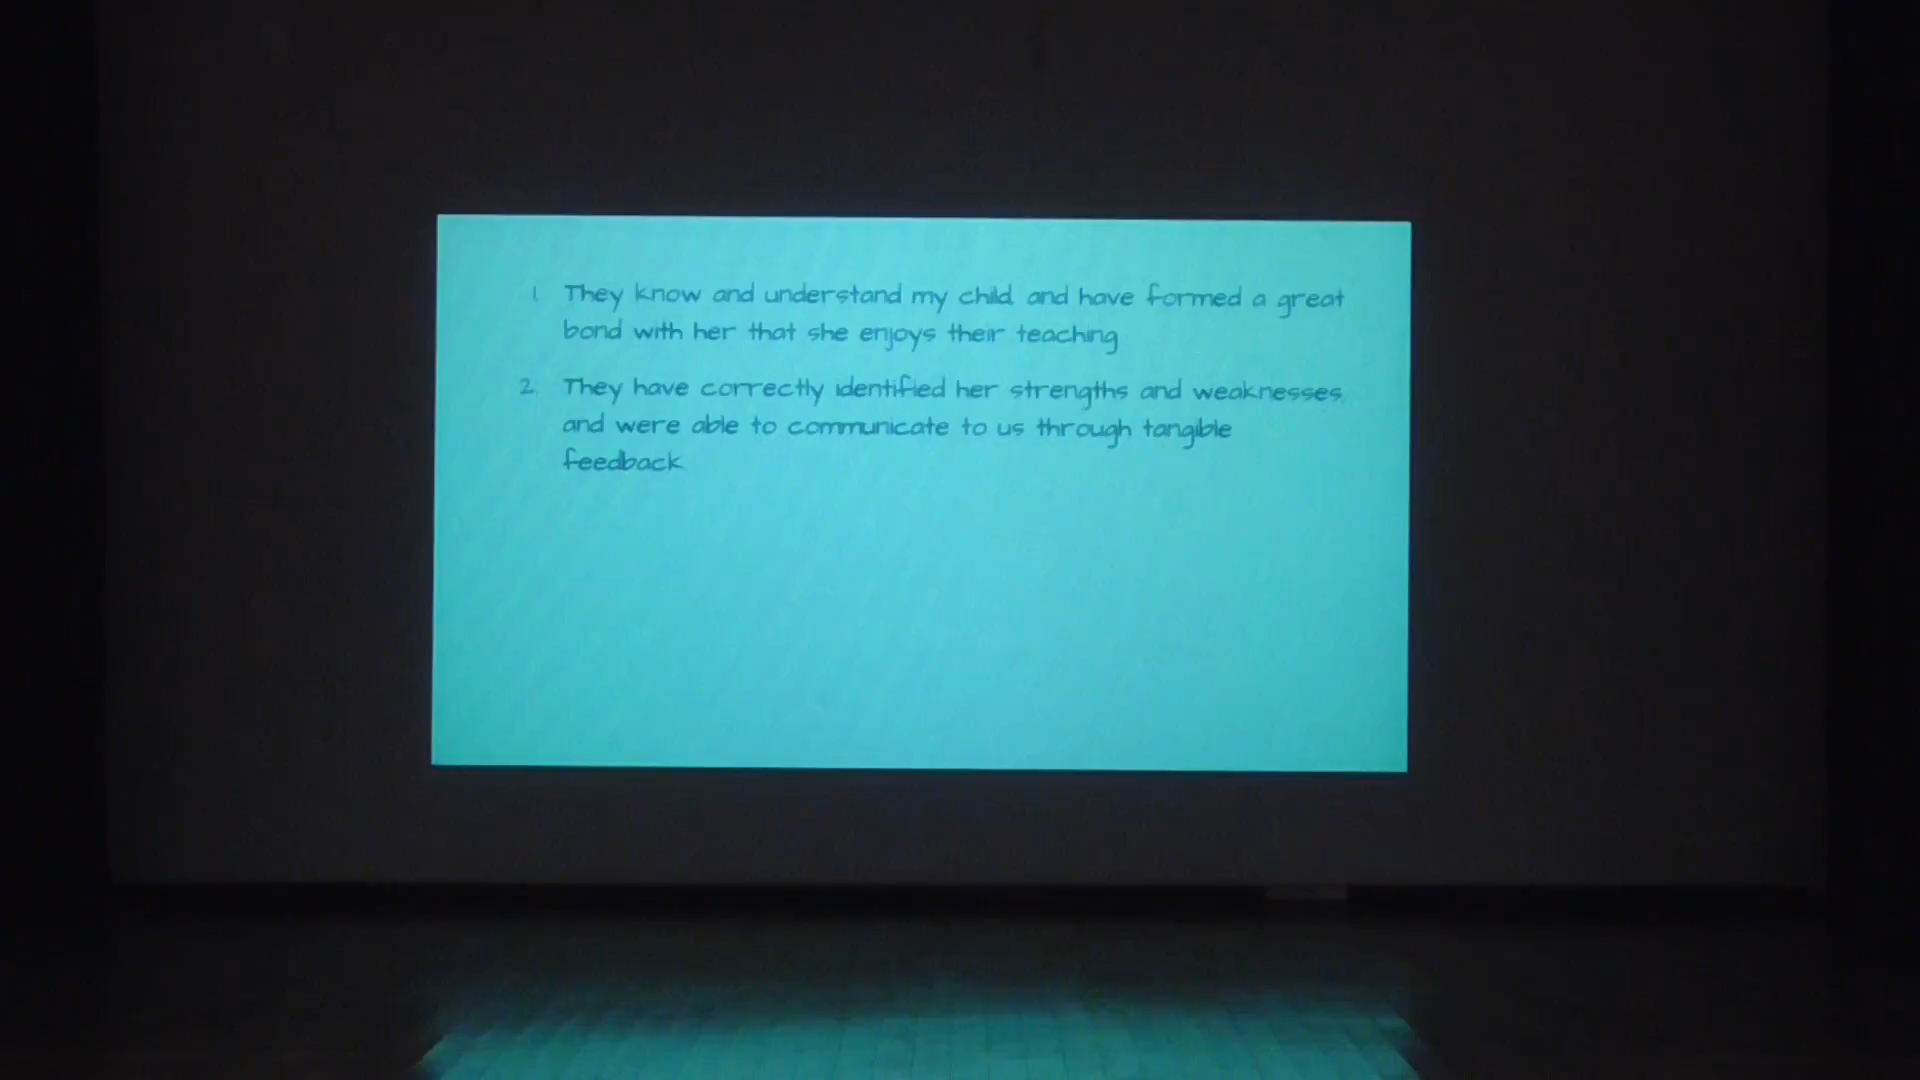 1. They know and understand my child, and have formed a great
bond with her that she enjoys their teaching
2. They have correctly identified her strengths and weaknesses,
and were able to communicate to us through tangible
feedback.